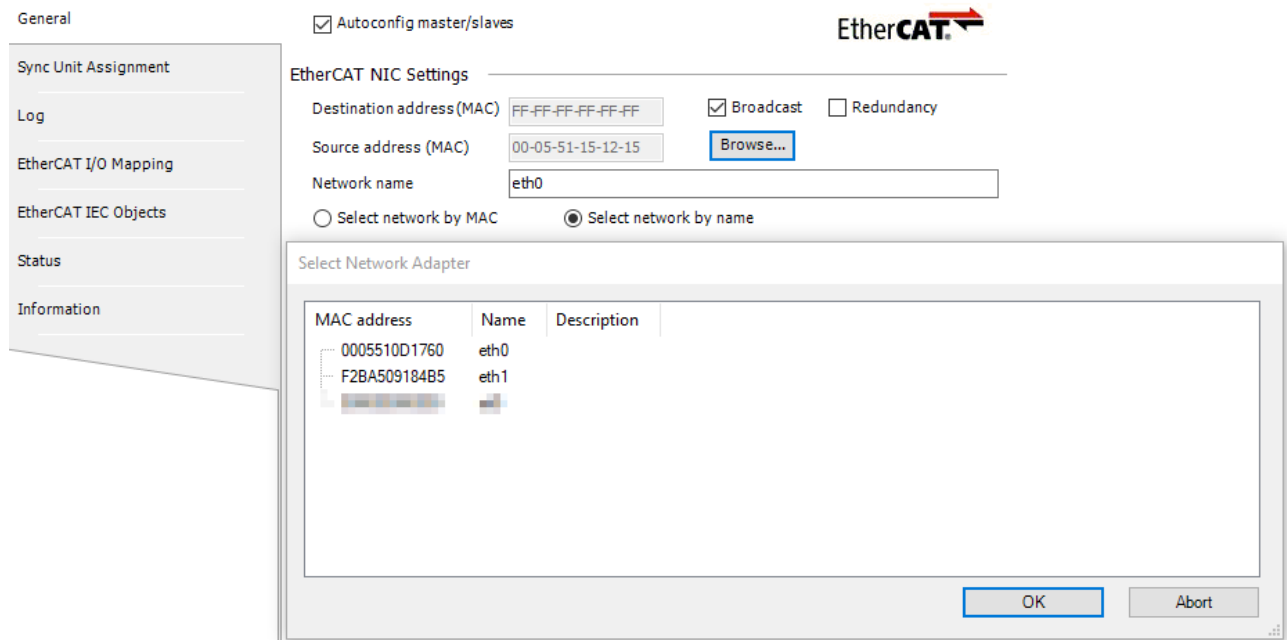 General
Autoconfig master/slaves
EtherCAT.
Sync Unit Assignment
EtherCAT NIC Settings
Log
Destination address (MAC) FF-FF-FF-FF-FF-FF Broadcast Redundancy
Source address (MAC) 00-05-51-15-12-15 Browse...
EtherCAT I/O Mapping
Network name eth0
EtherCAT IEC Objects
Select network by MAC Select network by name
Status
Select Network Adapter
Information
MAC address Name Description
0005510D1760 eth0
F2BA509184B5 eth1
OK Abort